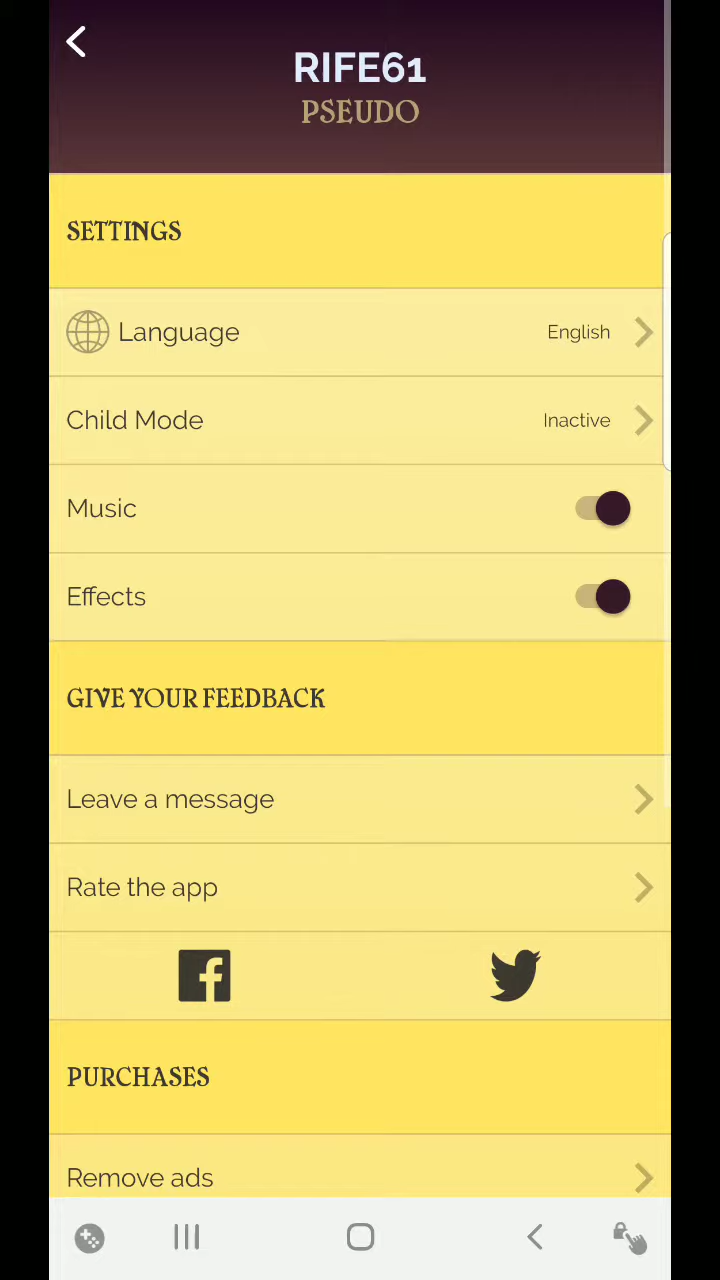 RIFE61
PSEUDO
SETTINGS
Language English
Child Mode Inactive
Music
Effects
GIVE YOUR FEEDBACK
Leave a message
Rate the app
PURCHASES
Remove ads